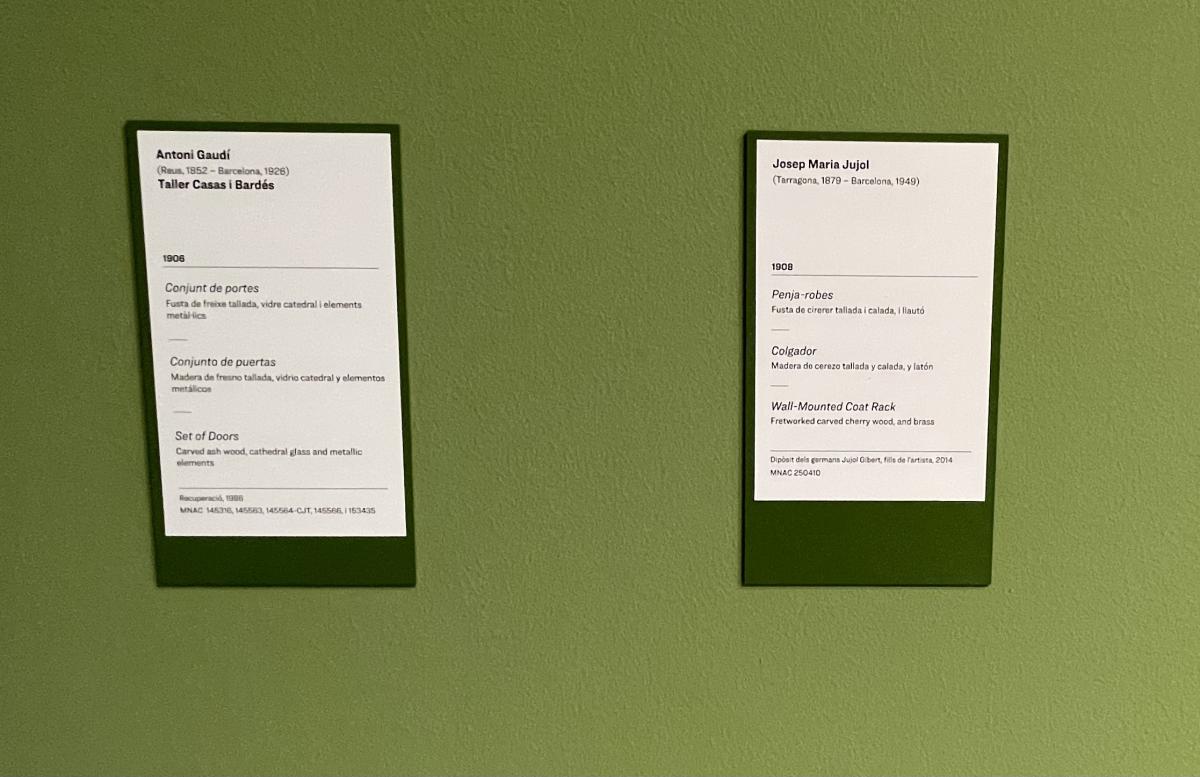 Antoni Gaudí
(Reus, 1852 – Barcelona, 1926)
Taller Casas i Bardés
1906
Conjunt de portes
Fusta de freixe tallada, vidre catedral i elements
metàl·lics
Conjunto de puertas
Madera de fresno tallada, vidrio catedral y elementos
metálicos
Set of Doors
Carved ash wood, cathedral glass and metallic
elements
Recuperació, 1996
MNAC 145316, 145563, 145564-CJT, 145566, i 153435
Josep Maria Jujol
(Tarragona, 1879 – Barcelona, 1949)
1908
Penja-robes
Fusta de cirerer tallada i calada, i llautó
Colgador
Madera de cerezo tallada y calada, y latón
Wall-Mounted Coat Rack
Fretworked carved cherry wood, and brass
Dipòsit dels germans Jujol Gibert, fills de l'artista, 2014
MNAC 250410